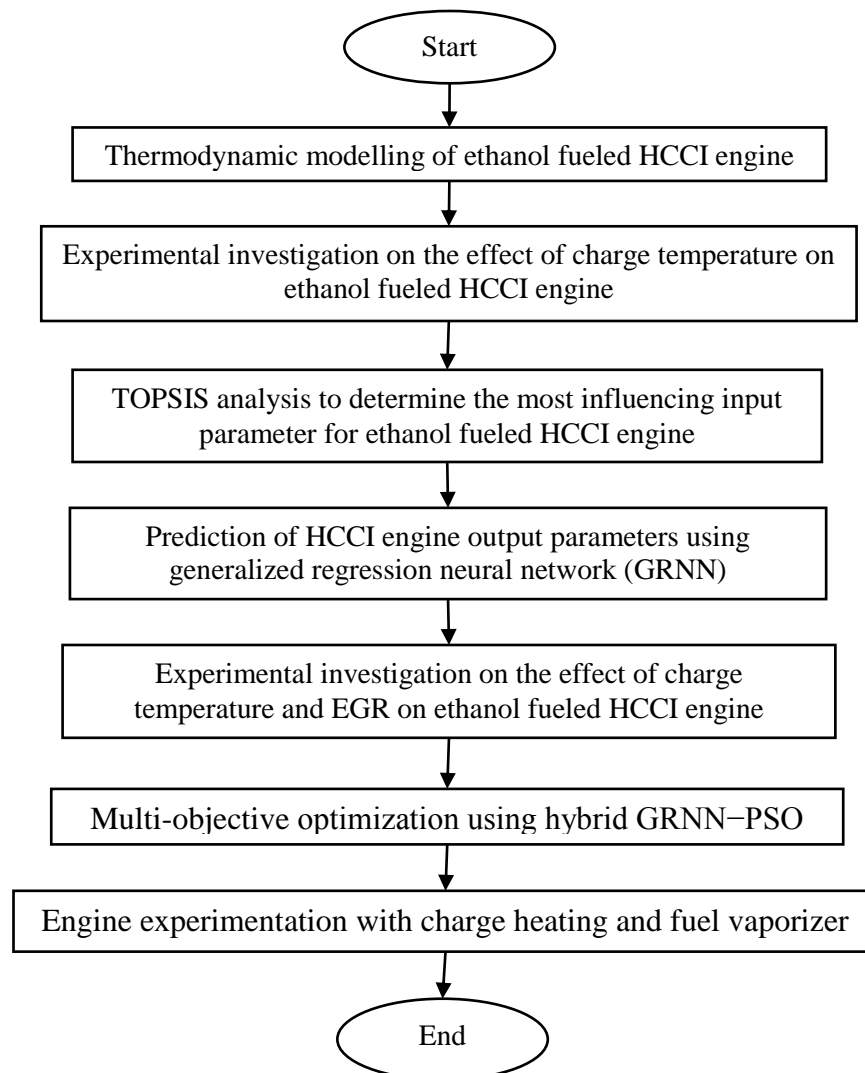 Start
Thermodynamic modelling of ethanol fueled HCCI engine
Experimental investigation on the effect of charge temperature on
ethanol fueled HCCI engine
TOPSIS analysis to determine the most influencing input
parameter for ethanol fueled HCCI engine
Prediction of HCCI engine output parameters using
generalized regression neural network (GRNN)
Experimental investigation on the effect of charge
temperature and EGR on ethanol fueled HCCI engine
Multi-objective optimization using hybrid GRNN−PSO
Engine experimentation with charge heating and fuel vaporizer
End